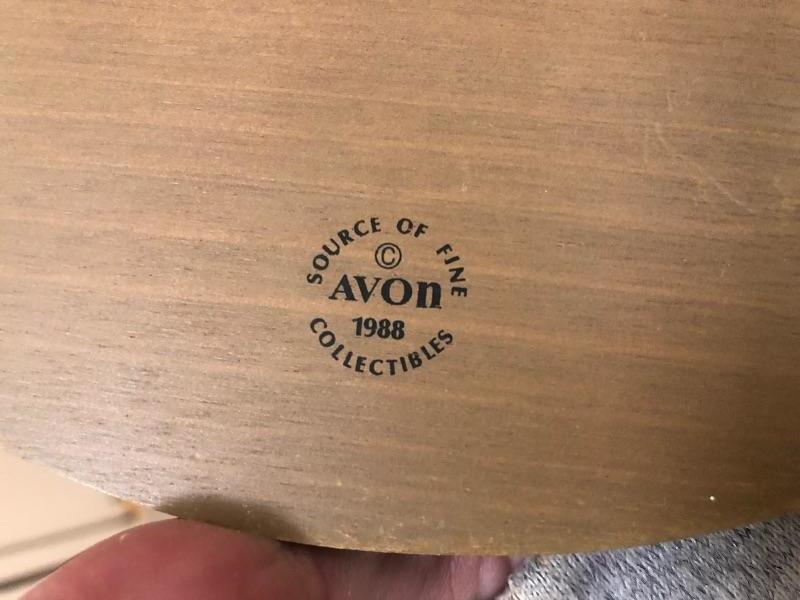 SOURCE OF FINE
©
AVON
1988
COLLECTIBLES